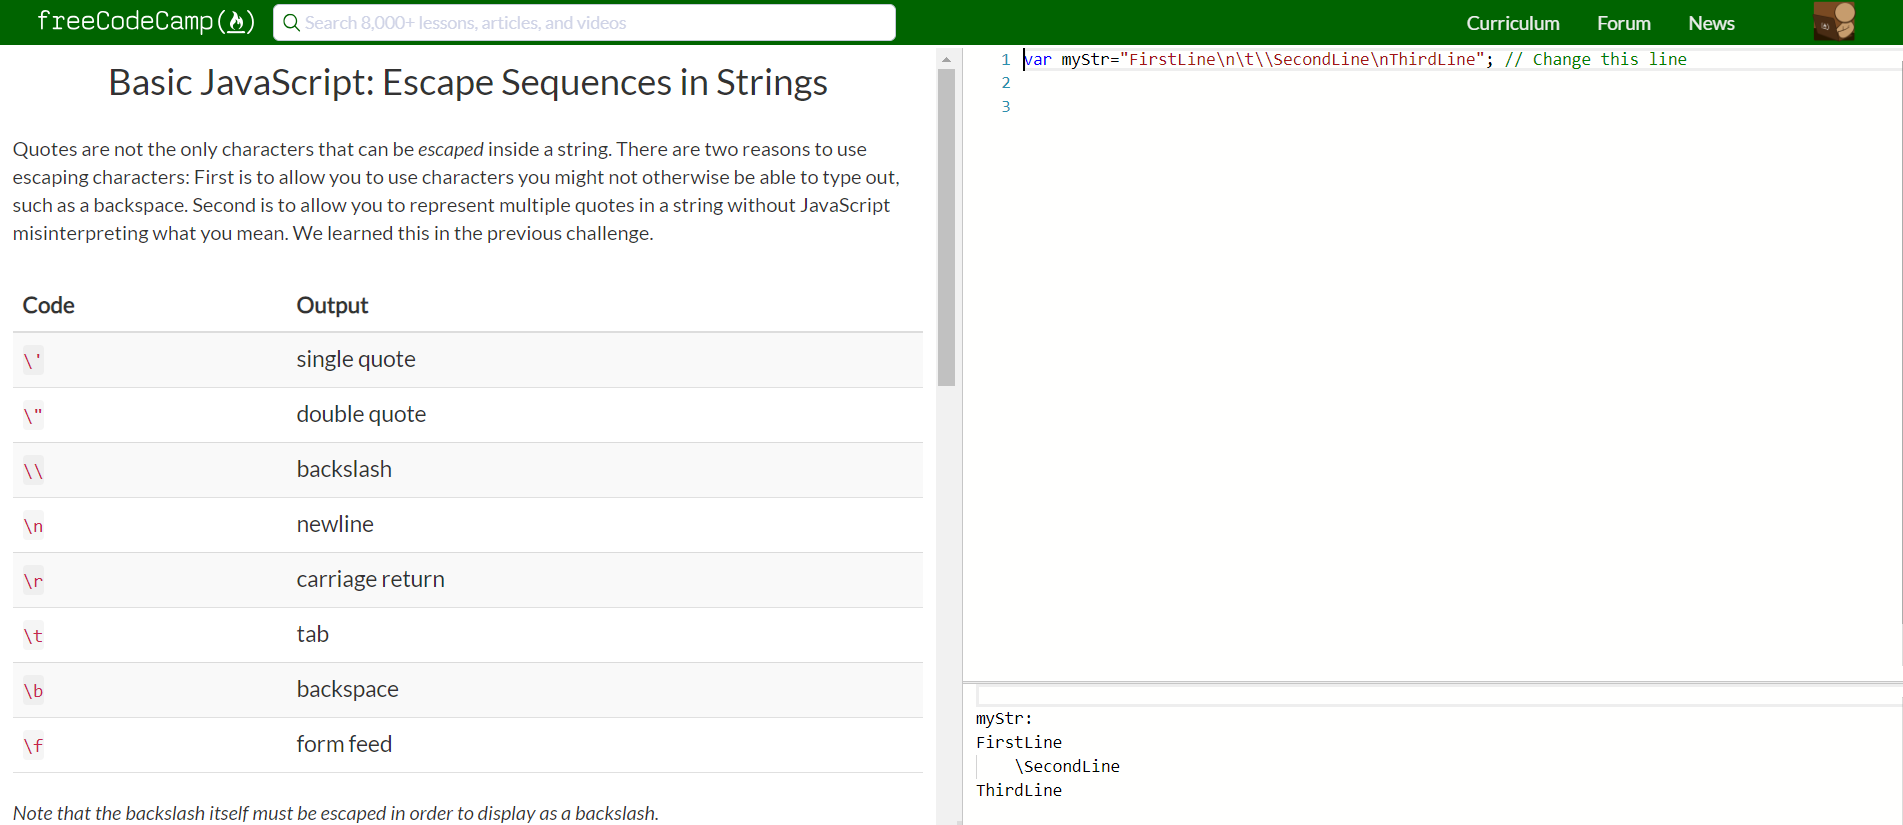 freeCodeCamp(🔥)
Search 8,000+ lessons, articles, and videos
Curriculum Forum News
Basic JavaScript: Escape Sequences in Strings
Quotes are not the only characters that can be escaped inside a string. There are two reasons to use
escaping characters: First is to allow you to use characters you might not otherwise be able to type out,
such as a backspace. Second is to allow you to represent multiple quotes in a string without JavaScript
misinterpreting what you mean. We learned this in the previous challenge.
Code Output
\' single quote
\" double quote
\\ backslash
\n newline
\r carriage return
\t tab
\b backspace
\f form feed
Note that the backslash itself must be escaped in order to display as a backslash.
1 var myStr="FirstLine\n\t\\SecondLine\nThirdLine"; // Change this line
2
3
myStr:
FirstLine
    \SecondLine
ThirdLine